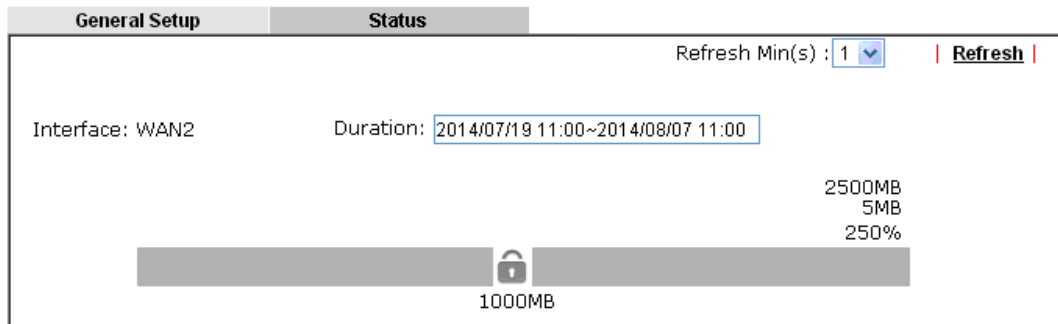 General Setup Status
Refresh Min(s) : 1 | Refresh |
Interface: WAN2 Duration: 2014/07/19 11:00~2014/08/07 11:00
2500MB
5MB
250%
1000MB